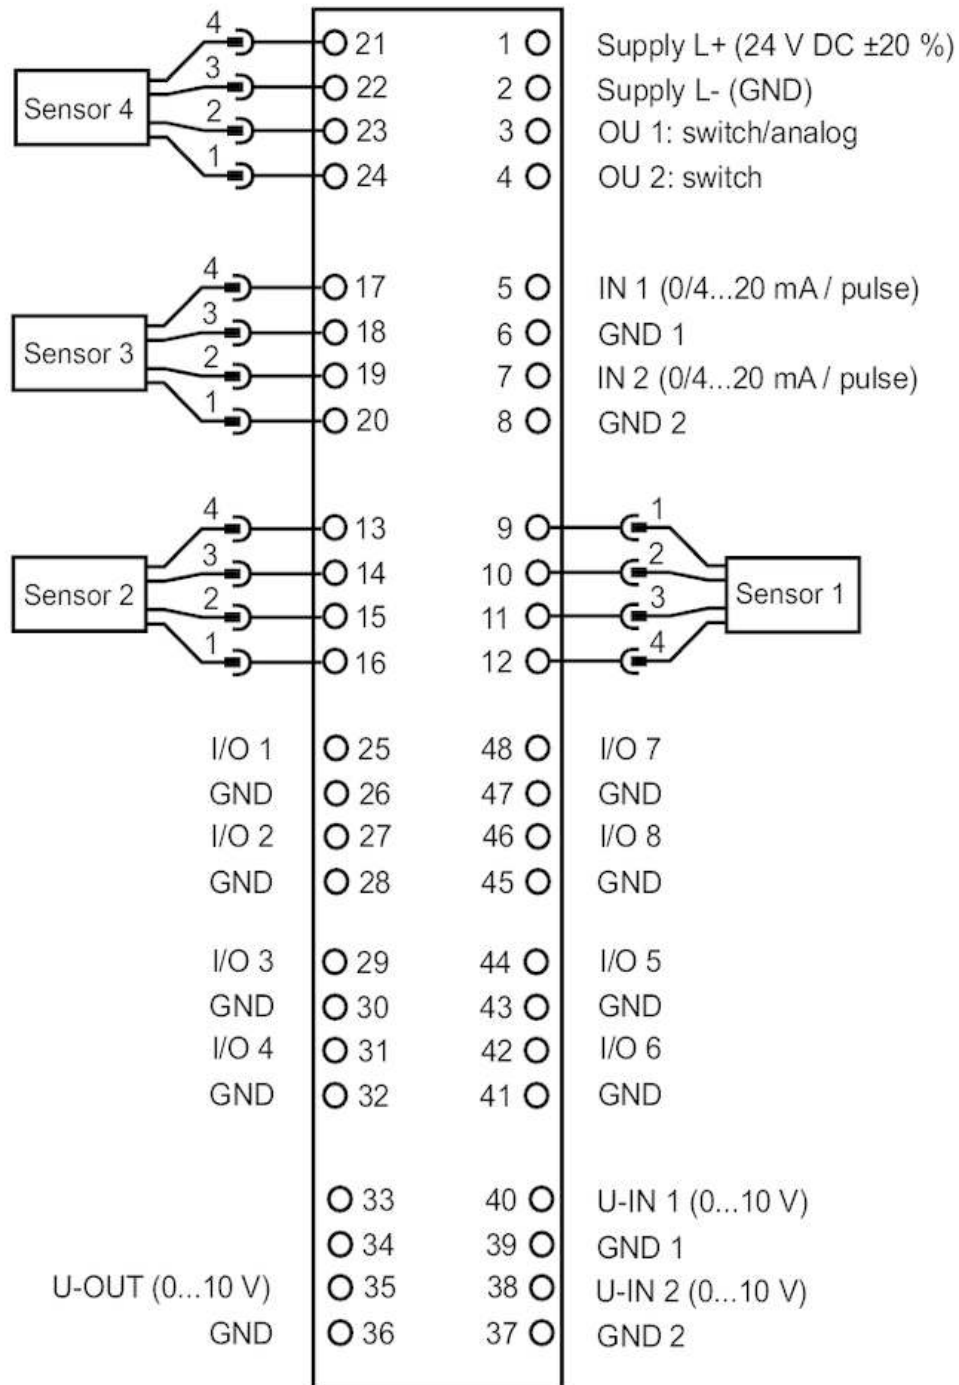 4
21 1 Supply L+ (24 V DC ±20 %)
3
22 2 Supply L- (GND)
Sensor 4
2
23 3 OU 1: switch/analog
1
24 4 OU 2: switch
4
17 5 IN 1 (0/4...20 mA / pulse)
3
18 6 GND 1
Sensor 3
2
19 7 IN 2 (0/4...20 mA / pulse)
1
20 8 GND 2
4 1
13 9
3 2
14 10
Sensor 2 Sensor 1
2 3
15 11
1 4
16 12
I/O 1 25 48 I/O 7
GND 26 47 GND
I/O 2 27 46 I/O 8
GND 28 45 GND
I/O 3 29 44 I/O 5
GND 30 43 GND
I/O 4 31 42 I/O 6
GND 32 41 GND
33 40 U-IN 1 (0...10 V)
34 39 GND 1
U-OUT (0...10 V) 35 38 U-IN 2 (0...10 V)
GND 36 37 GND 2